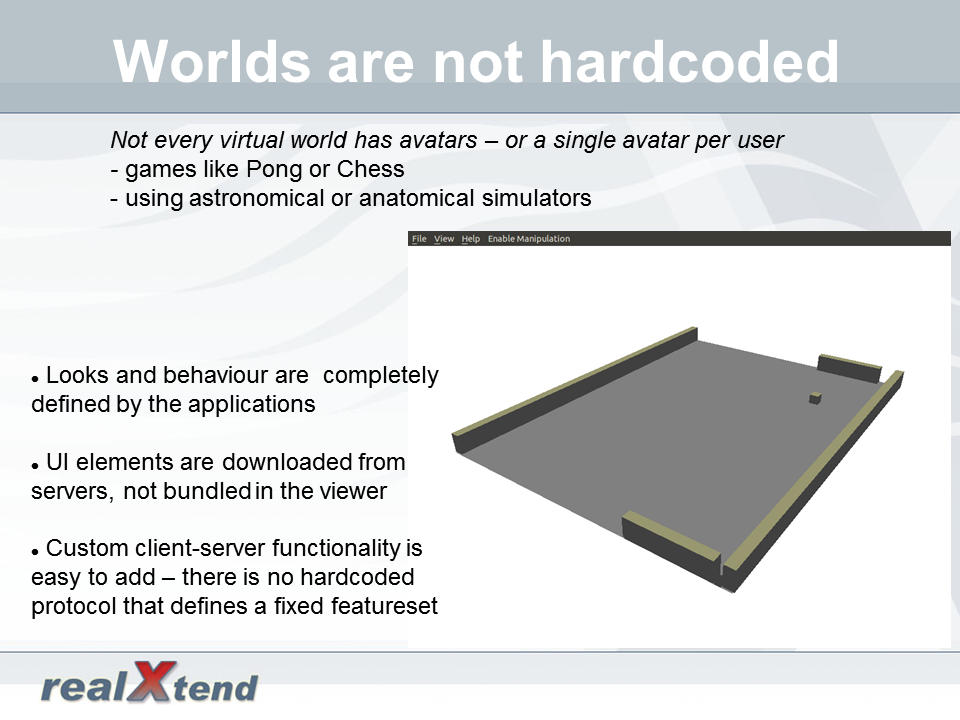 Worlds are not hardcoded
Not every virtual world has avatars – or a single avatar per user
- games like Pong or Chess
- using astronomical or anatomical simulators
File View Help Enable Manipulation
● Looks and behaviour are completely
defined by the applications
● UI elements are downloaded from
servers, not bundled in the viewer
● Custom client-server functionality is
easy to add – there is no hardcoded
protocol that defines a fixed featureset
realXtend